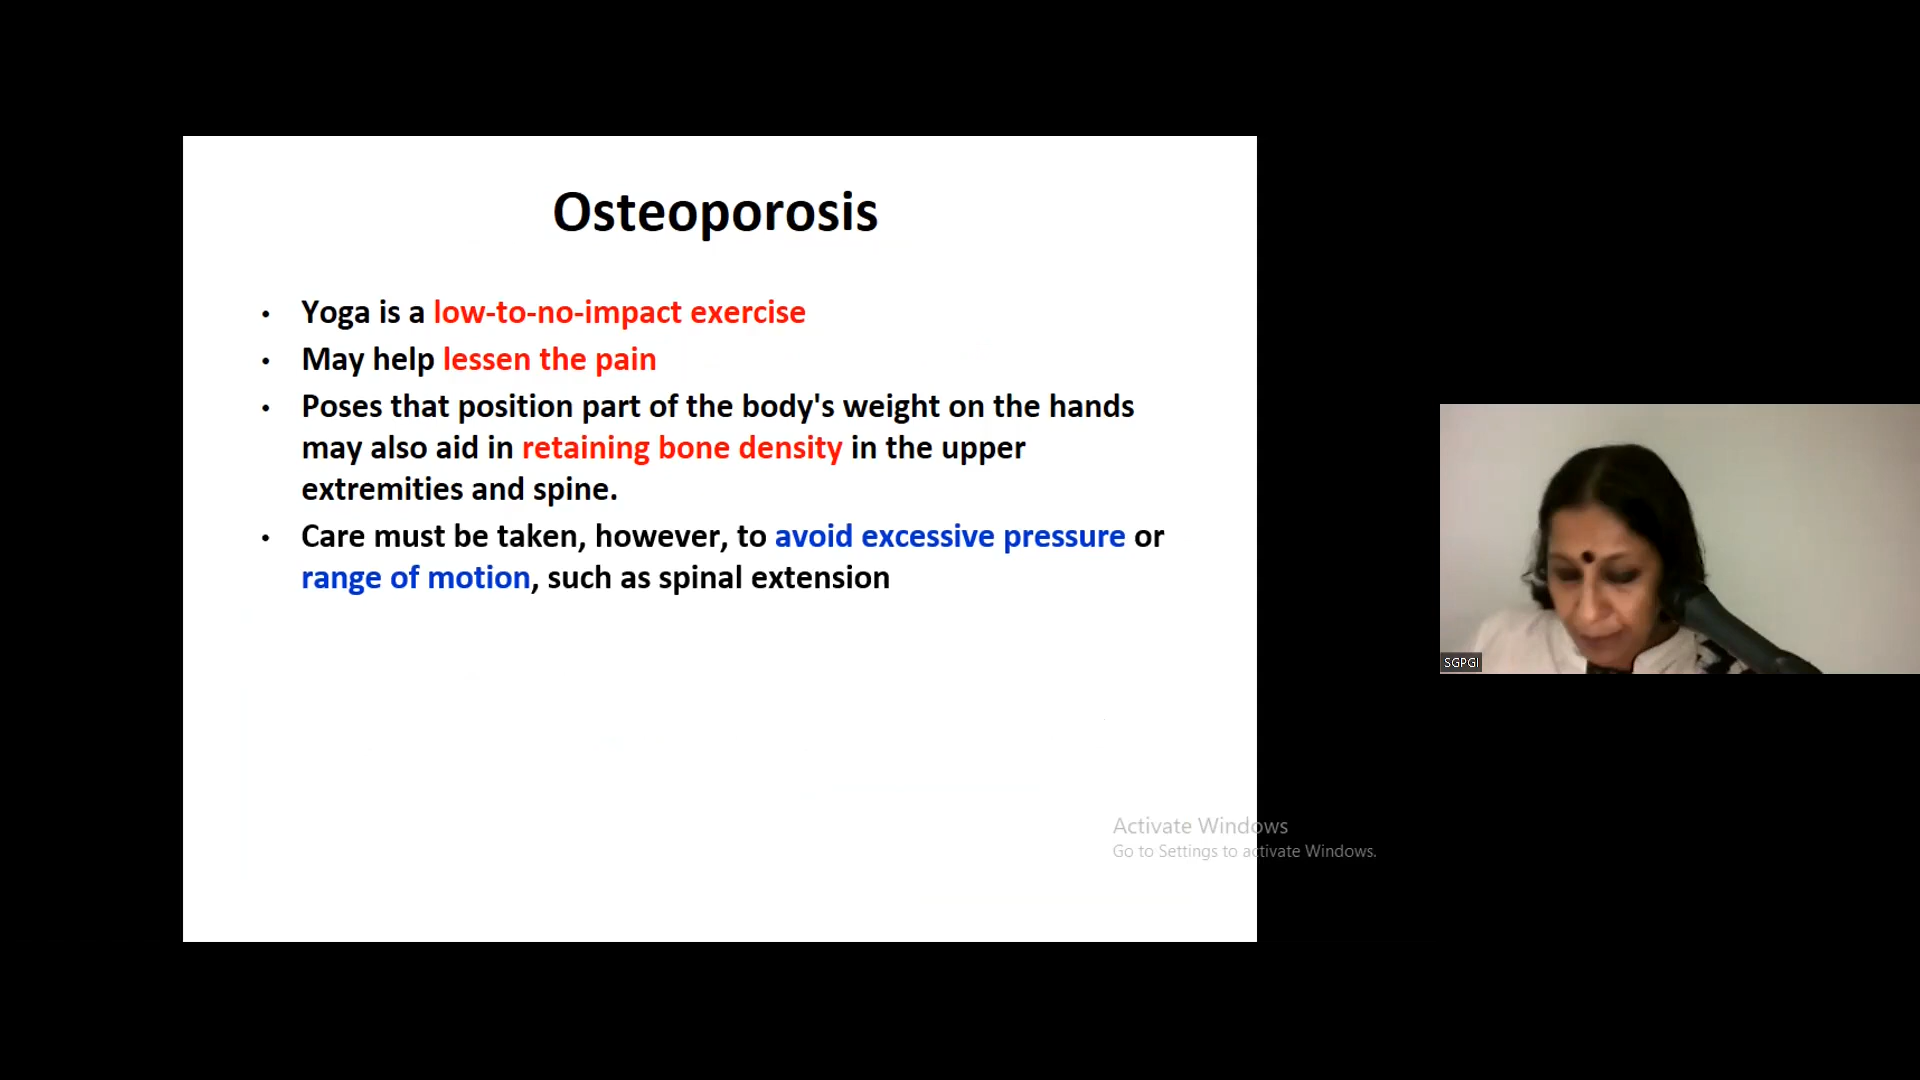 Osteoporosis
• Yoga is a low-to-no-impact exercise
• May help lessen the pain
• Poses that position part of the body's weight on the hands
may also aid in retaining bone density in the upper
extremities and spine.
• Care must be taken, however, to avoid excessive pressure or
range of motion, such as spinal extension
SGPGI
Activate Windows
Go to Settings to activate Windows.